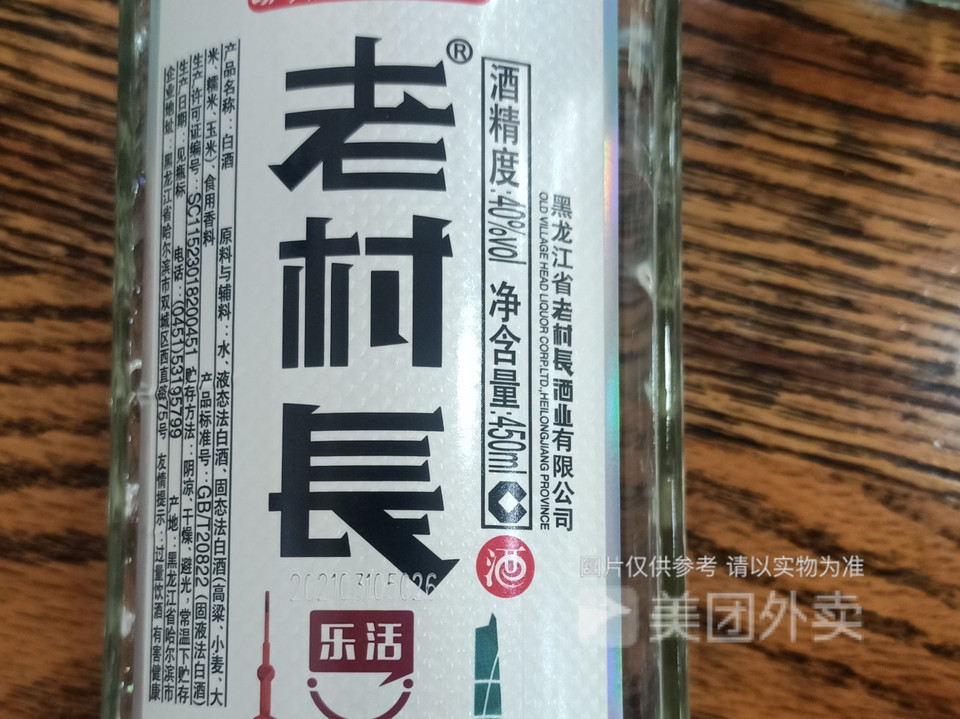 老村長®
酒精度:40%vol 净含量:450ml
黑龙江省老村長酒业有限公司
OLD VILLAGE HEAD LIQUOR CORP.LTD.,HEILONGJIANG PROVINCE
酒
产品名称：白酒 原料与辅料：水、液态法白酒、固态法白酒(高粱、小麦、大
米、糯米、玉米)、食用香料 产品标准号：GB/T20822（固液法白酒)
生产许可证编号：SC11523018200451 贮存方法：阴凉、干燥、避光，常温下贮存
生产日期：见瓶标 电话：(0451)53195799 产地：黑龙江省哈尔滨市
企业地址：黑龙江省哈尔滨市双城区西直 75号 友情提示：过量饮酒 有害健康
20210310
乐活
图片仅供参考 请以实物为准
美团外卖